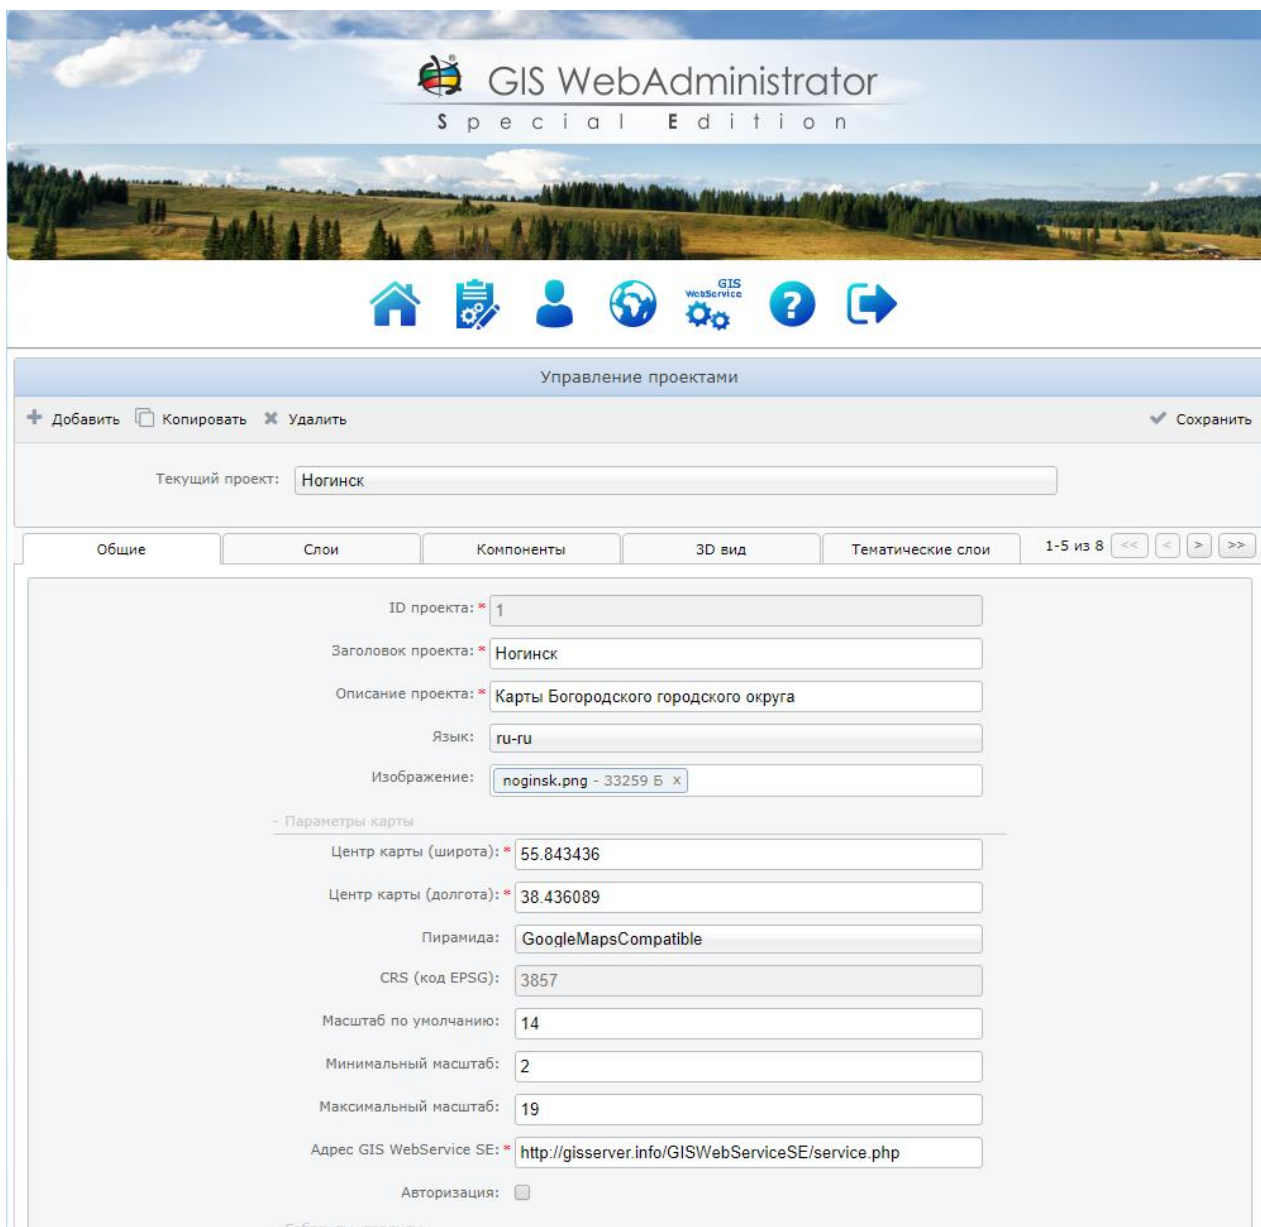 GIS WebAdministrator
Special Edition
GIS
WebService
?
Управление проектами
Добавить Копировать Удалить Сохранить
Текущий проект: Ногинск
Общие Слои Компоненты 3D вид Тематические слои 1-5 из 8 << < > >>
ID проекта: * 1
Заголовок проекта: * Ногинск
Описание проекта: * Карты Богородского городского округа
Язык: ru-ru
Изображение: noginsk.png - 33259 Б x
- Параметры карты
Центр карты (широта): * 55.843436
Центр карты (долгота): * 38.436089
Пирамида: GoogleMapsCompatible
CRS (код EPSG): 3857
Масштаб по умолчанию: 14
Минимальный масштаб: 2
Максимальный масштаб: 19
Адрес GIS WebService SE: * http://gisserver.info/GISWebServiceSE/service.php
Авторизация: